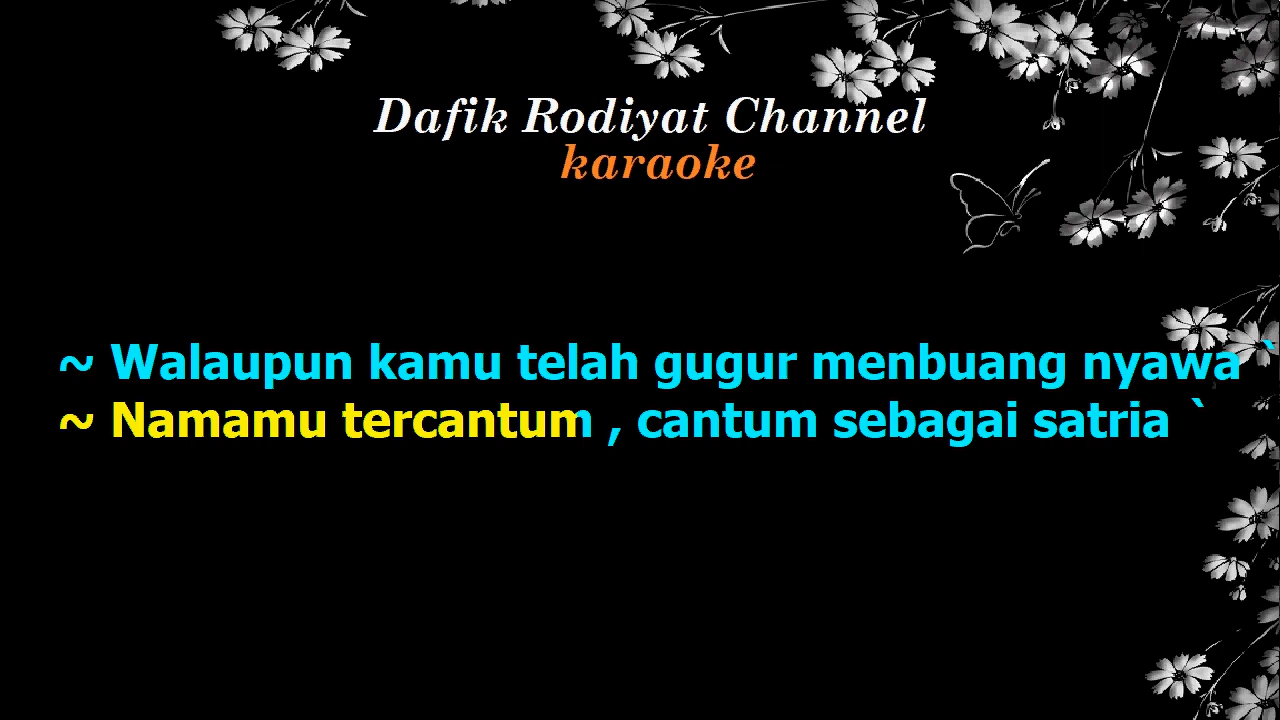 Dafik Rodiyat Channel
karaoke
~ Walaupun kamu telah gugur menbuang nyawa `
~ Namamu tercantum , cantum sebagai satria `